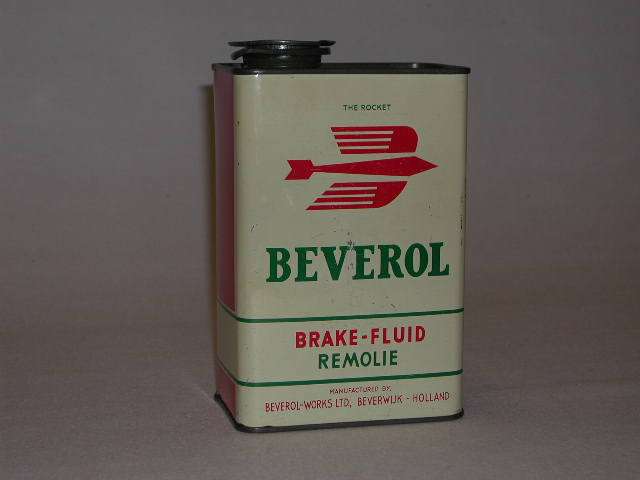 THE ROCKET
BEVEROL
BRAKE-FLUID
REMOLIE
MANUFACTURED BY,
BEVEROL-WORKS LTD, BEVERWIJK - HOLLAND